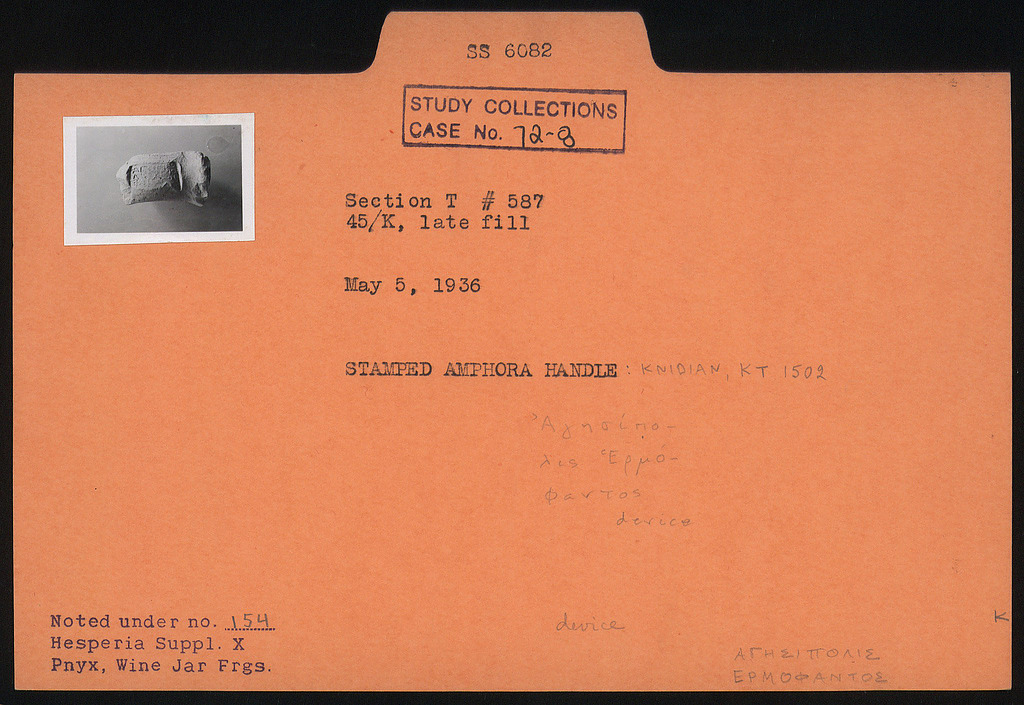 SS 6082
STUDY COLLECTIONS
CASE No. 72-8
Section T # 587
45/K, late fill
May 5, 1936
STAMPED AMPHORA HANDLE: KNIDIAN, KT 1502
Ἀγησίπο-
λις Ἑρμό-
φαντος
device
Noted under no. 154
Hesperia Suppl. X
Pnyx, Wine Jar Frgs.
device
K
ΑΓΗΣΙΠΟΛΙΣ
ΕΡΜΟΦΑΝΤΟΣ